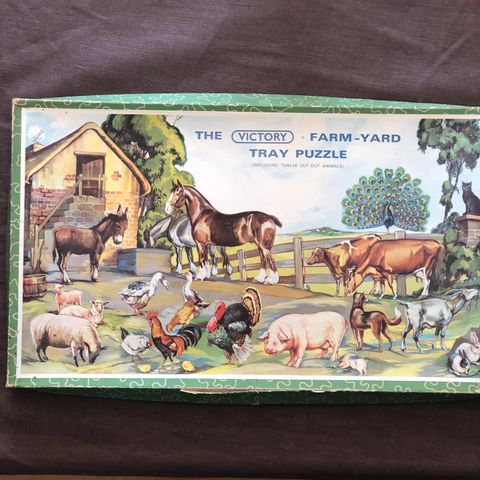 THE VICTORY · FARM-YARD
TRAY PUZZLE
(INCLUDING TWELVE CUT-OUT ANIMALS)